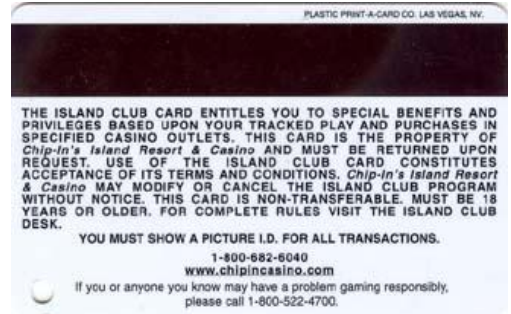 PLASTIC PRINT-A-CARD CO. LAS VEGAS, NV.
THE ISLAND CLUB CARD ENTITLES YOU TO SPECIAL BENEFITS AND
PRIVILEGES BASED UPON YOUR TRACKED PLAY AND PURCHASES IN
SPECIFIED CASINO OUTLETS. THIS CARD IS THE PROPERTY OF
Chip-In's Island Resort & Casino AND MUST BE RETURNED UPON
REQUEST. USE OF THE ISLAND CLUB CARD CONSTITUTES
ACCEPTANCE OF ITS TERMS AND CONDITIONS. Chip-In's Island Resort
& Casino MAY MODIFY OR CANCEL THE ISLAND CLUB PROGRAM
WITHOUT NOTICE. THIS CARD IS NON-TRANSFERABLE. MUST BE 18
YEARS OR OLDER. FOR COMPLETE RULES VISIT THE ISLAND CLUB
DESK.
YOU MUST SHOW A PICTURE I.D. FOR ALL TRANSACTIONS.
1-800-682-6040
www.chipincasino.com
If you or anyone you know may have a problem gaming responsibly,
please call 1-800-522-4700.